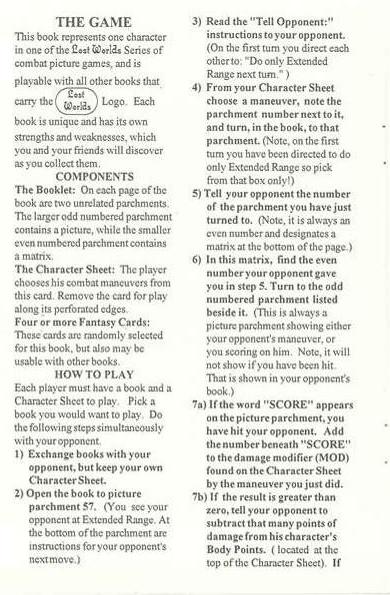 THE GAME
This book represents one character
in one of the Lost Worlds Series of
combat picture games, and is
playable with all other books that
carry the Lost Worlds Logo. Each
book is unique and has its own
strengths and weaknesses, which
you and your friends will discover
as you collect them.
COMPONENTS
The Booklet: On each page of the
book are two unrelated parchments.
The larger odd numbered parchment
contains a picture, while the smaller
even numbered parchment contains
a matrix.
The Character Sheet: The player
chooses his combat maneuvers from
this card. Remove the card for play
along its perforated edges.
Four or more Fantasy Cards:
These cards are randomly selected
for this book, but also may be
usable with other books.
HOW TO PLAY
Each player must have a book and a
Character Sheet to play. Pick a
book you would want to play. Do
the following steps simultaneously
with your opponent.
1) Exchange books with your
opponent, but keep your own
Character Sheet.
2) Open the book to picture
parchment 57. (You see your
opponent at Extended Range. At
the bottom of the parchment are
instructions for your opponent's
next move.)
3) Read the "Tell Opponent:"
instructions to your opponent.
(On the first turn you direct each
other to: "Do only Extended
Range next turn." )
4) From your Character Sheet
choose a maneuver, note the
parchment number next to it,
and turn, in the book, to that
parchment. (Note, on the first
turn you have been directed to do
only Extended Range so pick
from that box only!)
5) Tell your opponent the number
of the parchment you have just
turned to. (Note, it is always an
even number and designates a
matrix at the bottom of the page.)
6) In this matrix, find the even
number your opponent gave
you in step 5. Turn to the odd
numbered parchment listed
beside it. (This is always a
picture parchment showing either
your opponent's maneuver, or
you scoring on him. Note, it will
not show if you have been hit.
That is shown in your opponent's
book.)
7a) If the word "SCORE" appears
on the picture parchment, you
have hit your opponent. Add
the number beneath "SCORE"
to the damage modifier (MOD)
found on the Character Sheet
by the maneuver you just did.
7b) If the result is greater than
zero, tell your opponent to
subtract that many points of
damage from his character's
Body Points. ( located at the
top of the Character Sheet). If